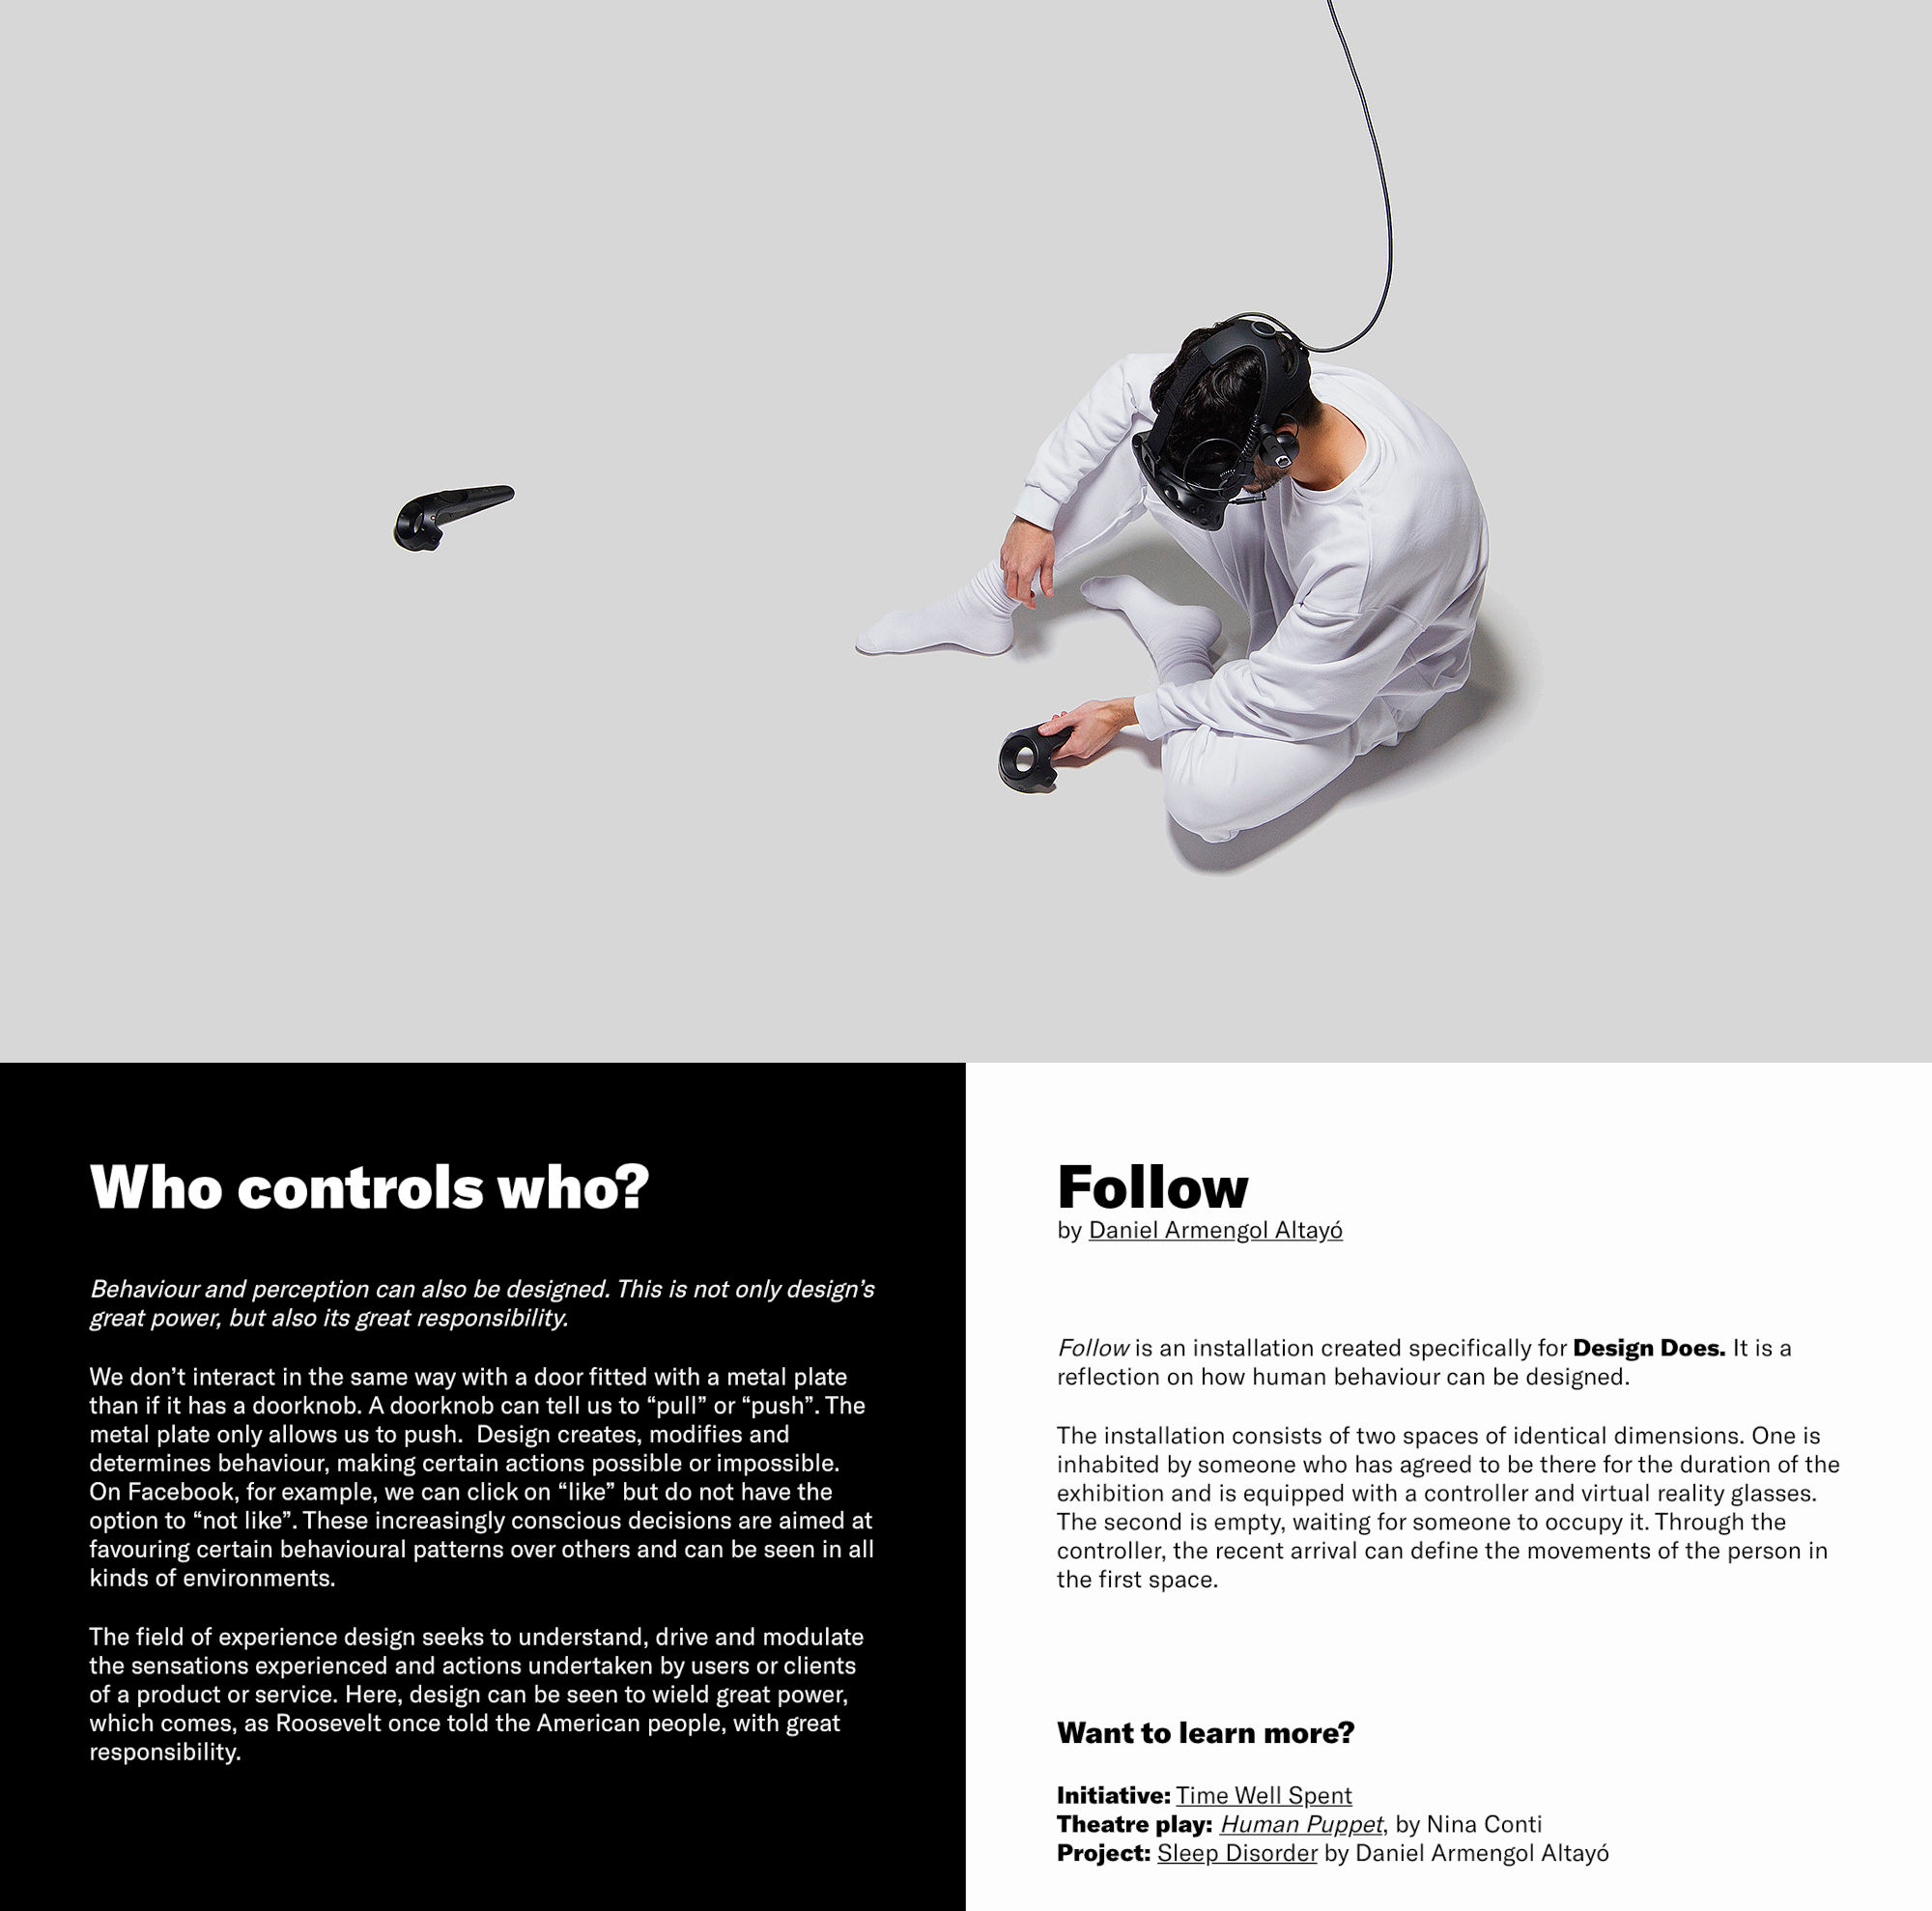 Who controls who?
Behaviour and perception can also be designed. This is not only design’s
great power, but also its great responsibility.
We don’t interact in the same way with a door fitted with a metal plate
than if it has a doorknob. A doorknob can tell us to “pull” or “push”. The
metal plate only allows us to push.  Design creates, modifies and
determines behaviour, making certain actions possible or impossible.
On Facebook, for example, we can click on “like” but do not have the
option to “not like”. These increasingly conscious decisions are aimed at
favouring certain behavioural patterns over others and can be seen in all
kinds of environments.
The field of experience design seeks to understand, drive and modulate
the sensations experienced and actions undertaken by users or clients
of a product or service. Here, design can be seen to wield great power,
which comes, as Roosevelt once told the American people, with great
responsibility.
Follow
by Daniel Armengol Altayó
Follow is an installation created specifically for Design Does. It is a
reflection on how human behaviour can be designed.
The installation consists of two spaces of identical dimensions. One is
inhabited by someone who has agreed to be there for the duration of the
exhibition and is equipped with a controller and virtual reality glasses.
The second is empty, waiting for someone to occupy it. Through the
controller, the recent arrival can define the movements of the person in
the first space.
Want to learn more?
Initiative: Time Well Spent
Theatre play: Human Puppet, by Nina Conti
Project: Sleep Disorder by Daniel Armengol Altayó